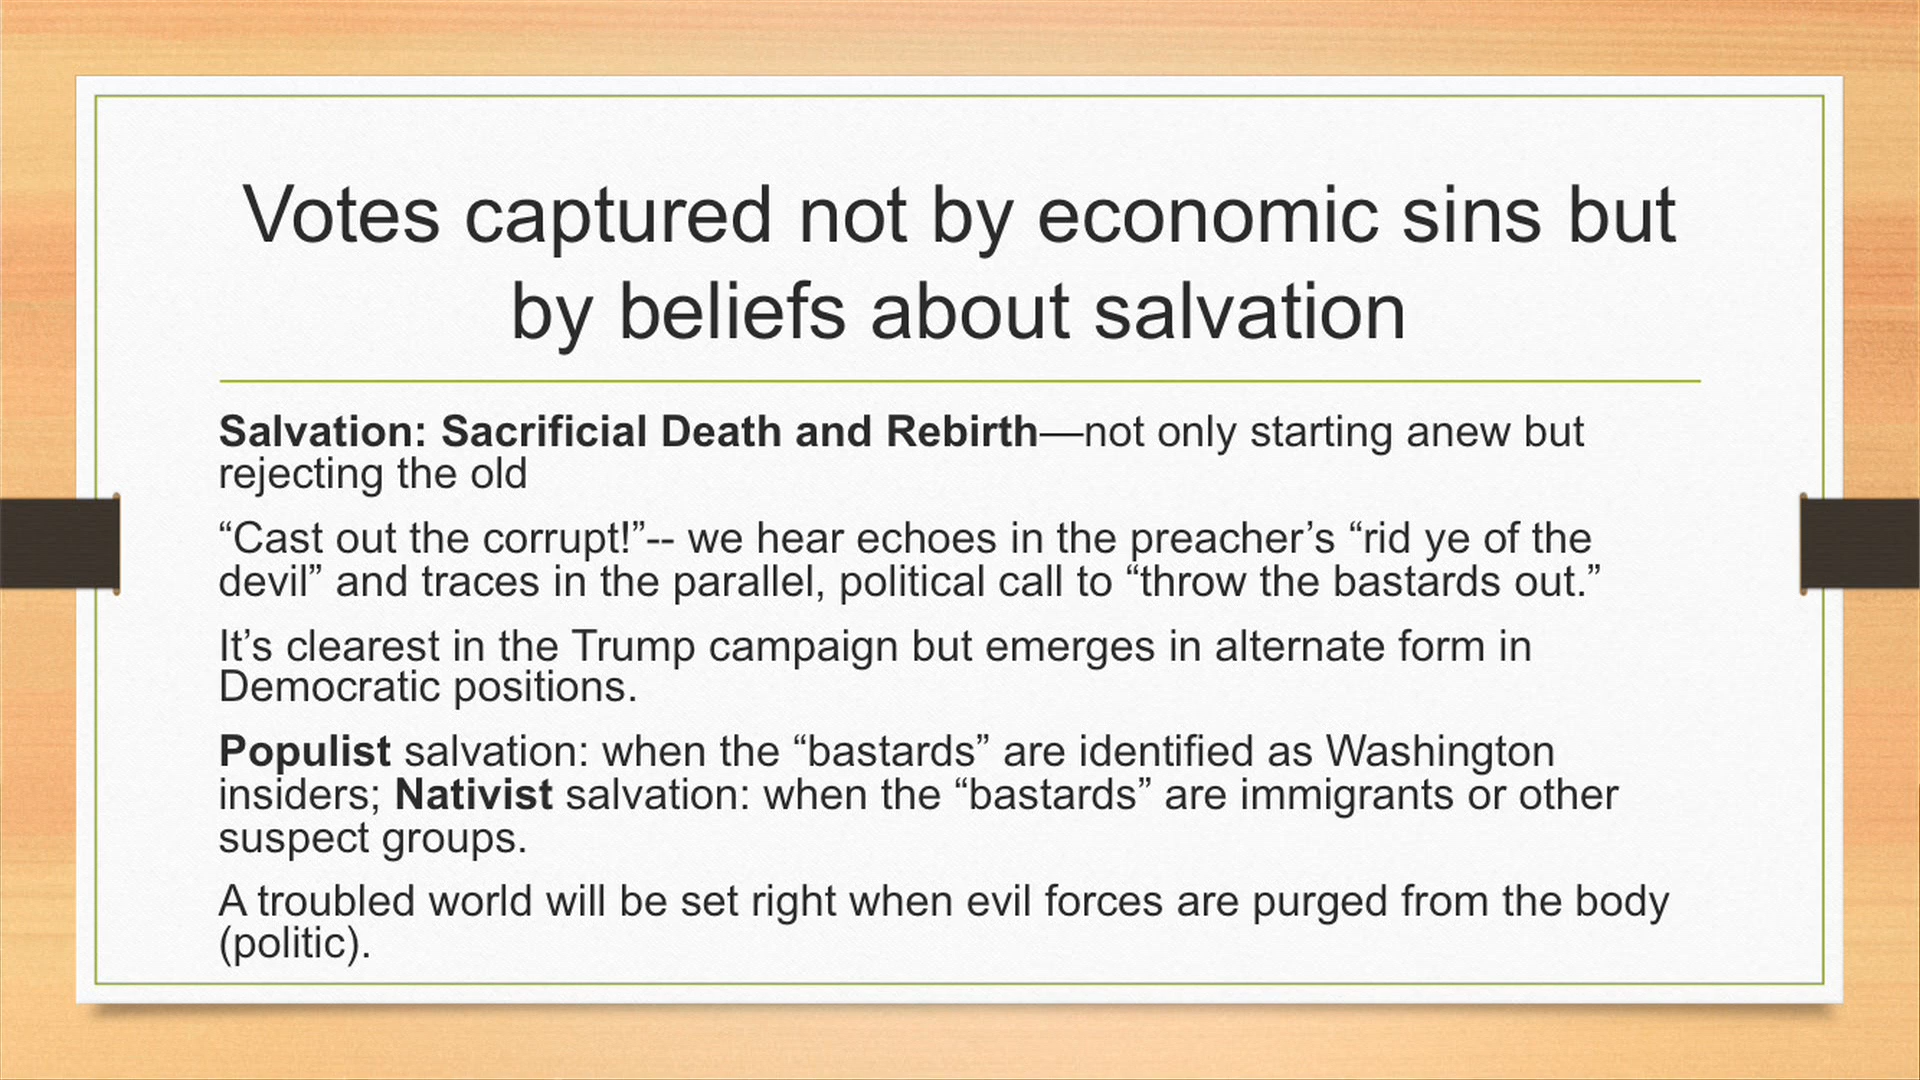 Votes captured not by economic sins but
by beliefs about salvation
Salvation: Sacrificial Death and Rebirth—not only starting anew but
rejecting the old
“Cast out the corrupt!”-- we hear echoes in the preacher’s “rid ye of the
devil” and traces in the parallel, political call to “throw the bastards out.”
It’s clearest in the Trump campaign but emerges in alternate form in
Democratic positions.
Populist salvation: when the “bastards” are identified as Washington
insiders; Nativist salvation: when the “bastards” are immigrants or other
suspect groups.
A troubled world will be set right when evil forces are purged from the body
(politic).